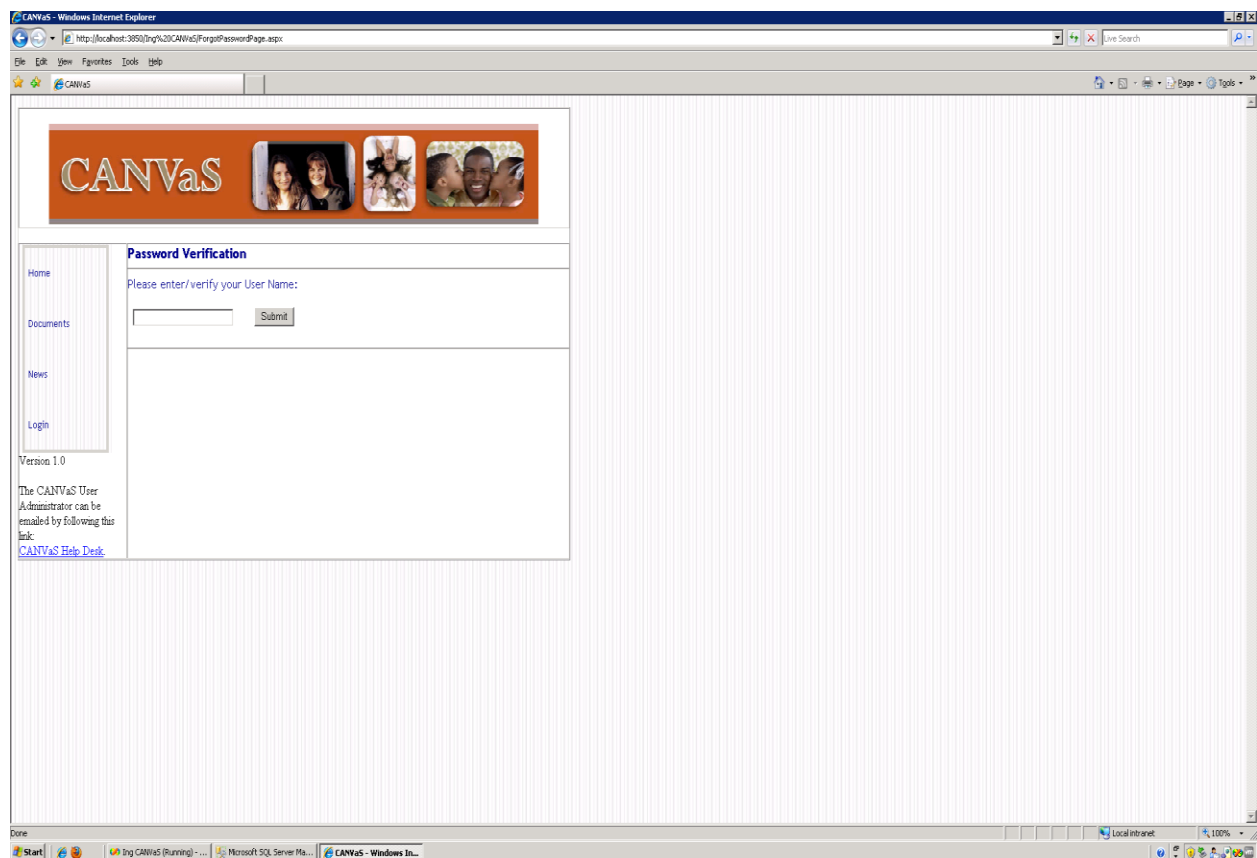 CANVaS - Windows Internet Explorer
http://localhost:3850/Ing%20CANVaS/ForgotPasswordPage.aspx
Live Search
File Edit View Favorites Tools Help
CANVaS
Page Tools
CANVaS
Password Verification
Home
Please enter/verify your User Name:
Submit
Documents
News
Login
Version 1.0
The CANVaS User
Administrator can be
emailed by following this
link:
CANVaS Help Desk.
Done
Local intranet
100%
Start
Ing CANVaS (Running) - ...
Microsoft SQL Server Ma...
CANVaS - Windows In...